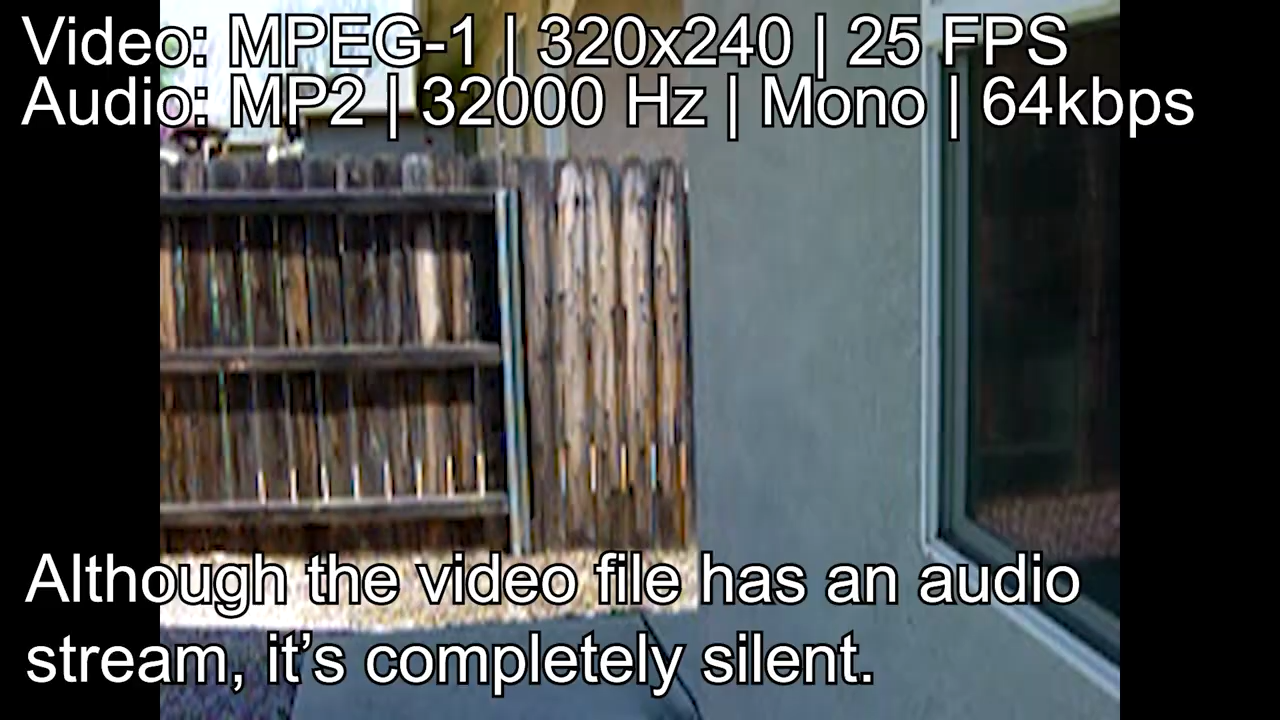 Video: MPEG-1 | 320x240 | 25 FPS
Audio: MP2 | 32000 Hz | Mono | 64kbps
Although the video file has an audio
stream, it’s completely silent.